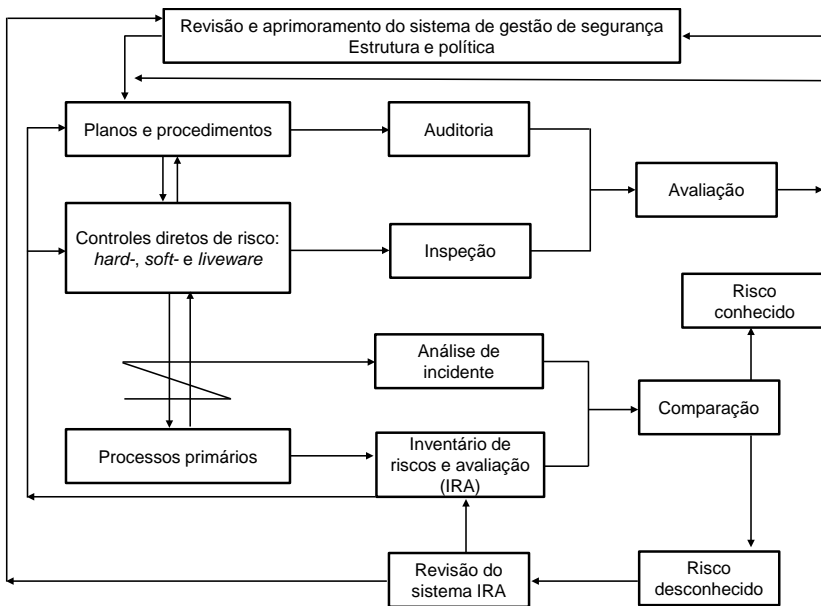 Revisão e aprimoramento do sistema de gestão de segurança
Estrutura e política
Planos e procedimentos
Auditoria
Avaliação
Controles diretos de risco:
hard-, soft- e liveware
Inspeção
Risco
conhecido
Análise de
incidente
Comparação
Processos primários
Inventário de
riscos e avaliação
(IRA)
Revisão do
sistema IRA
Risco
desconhecido